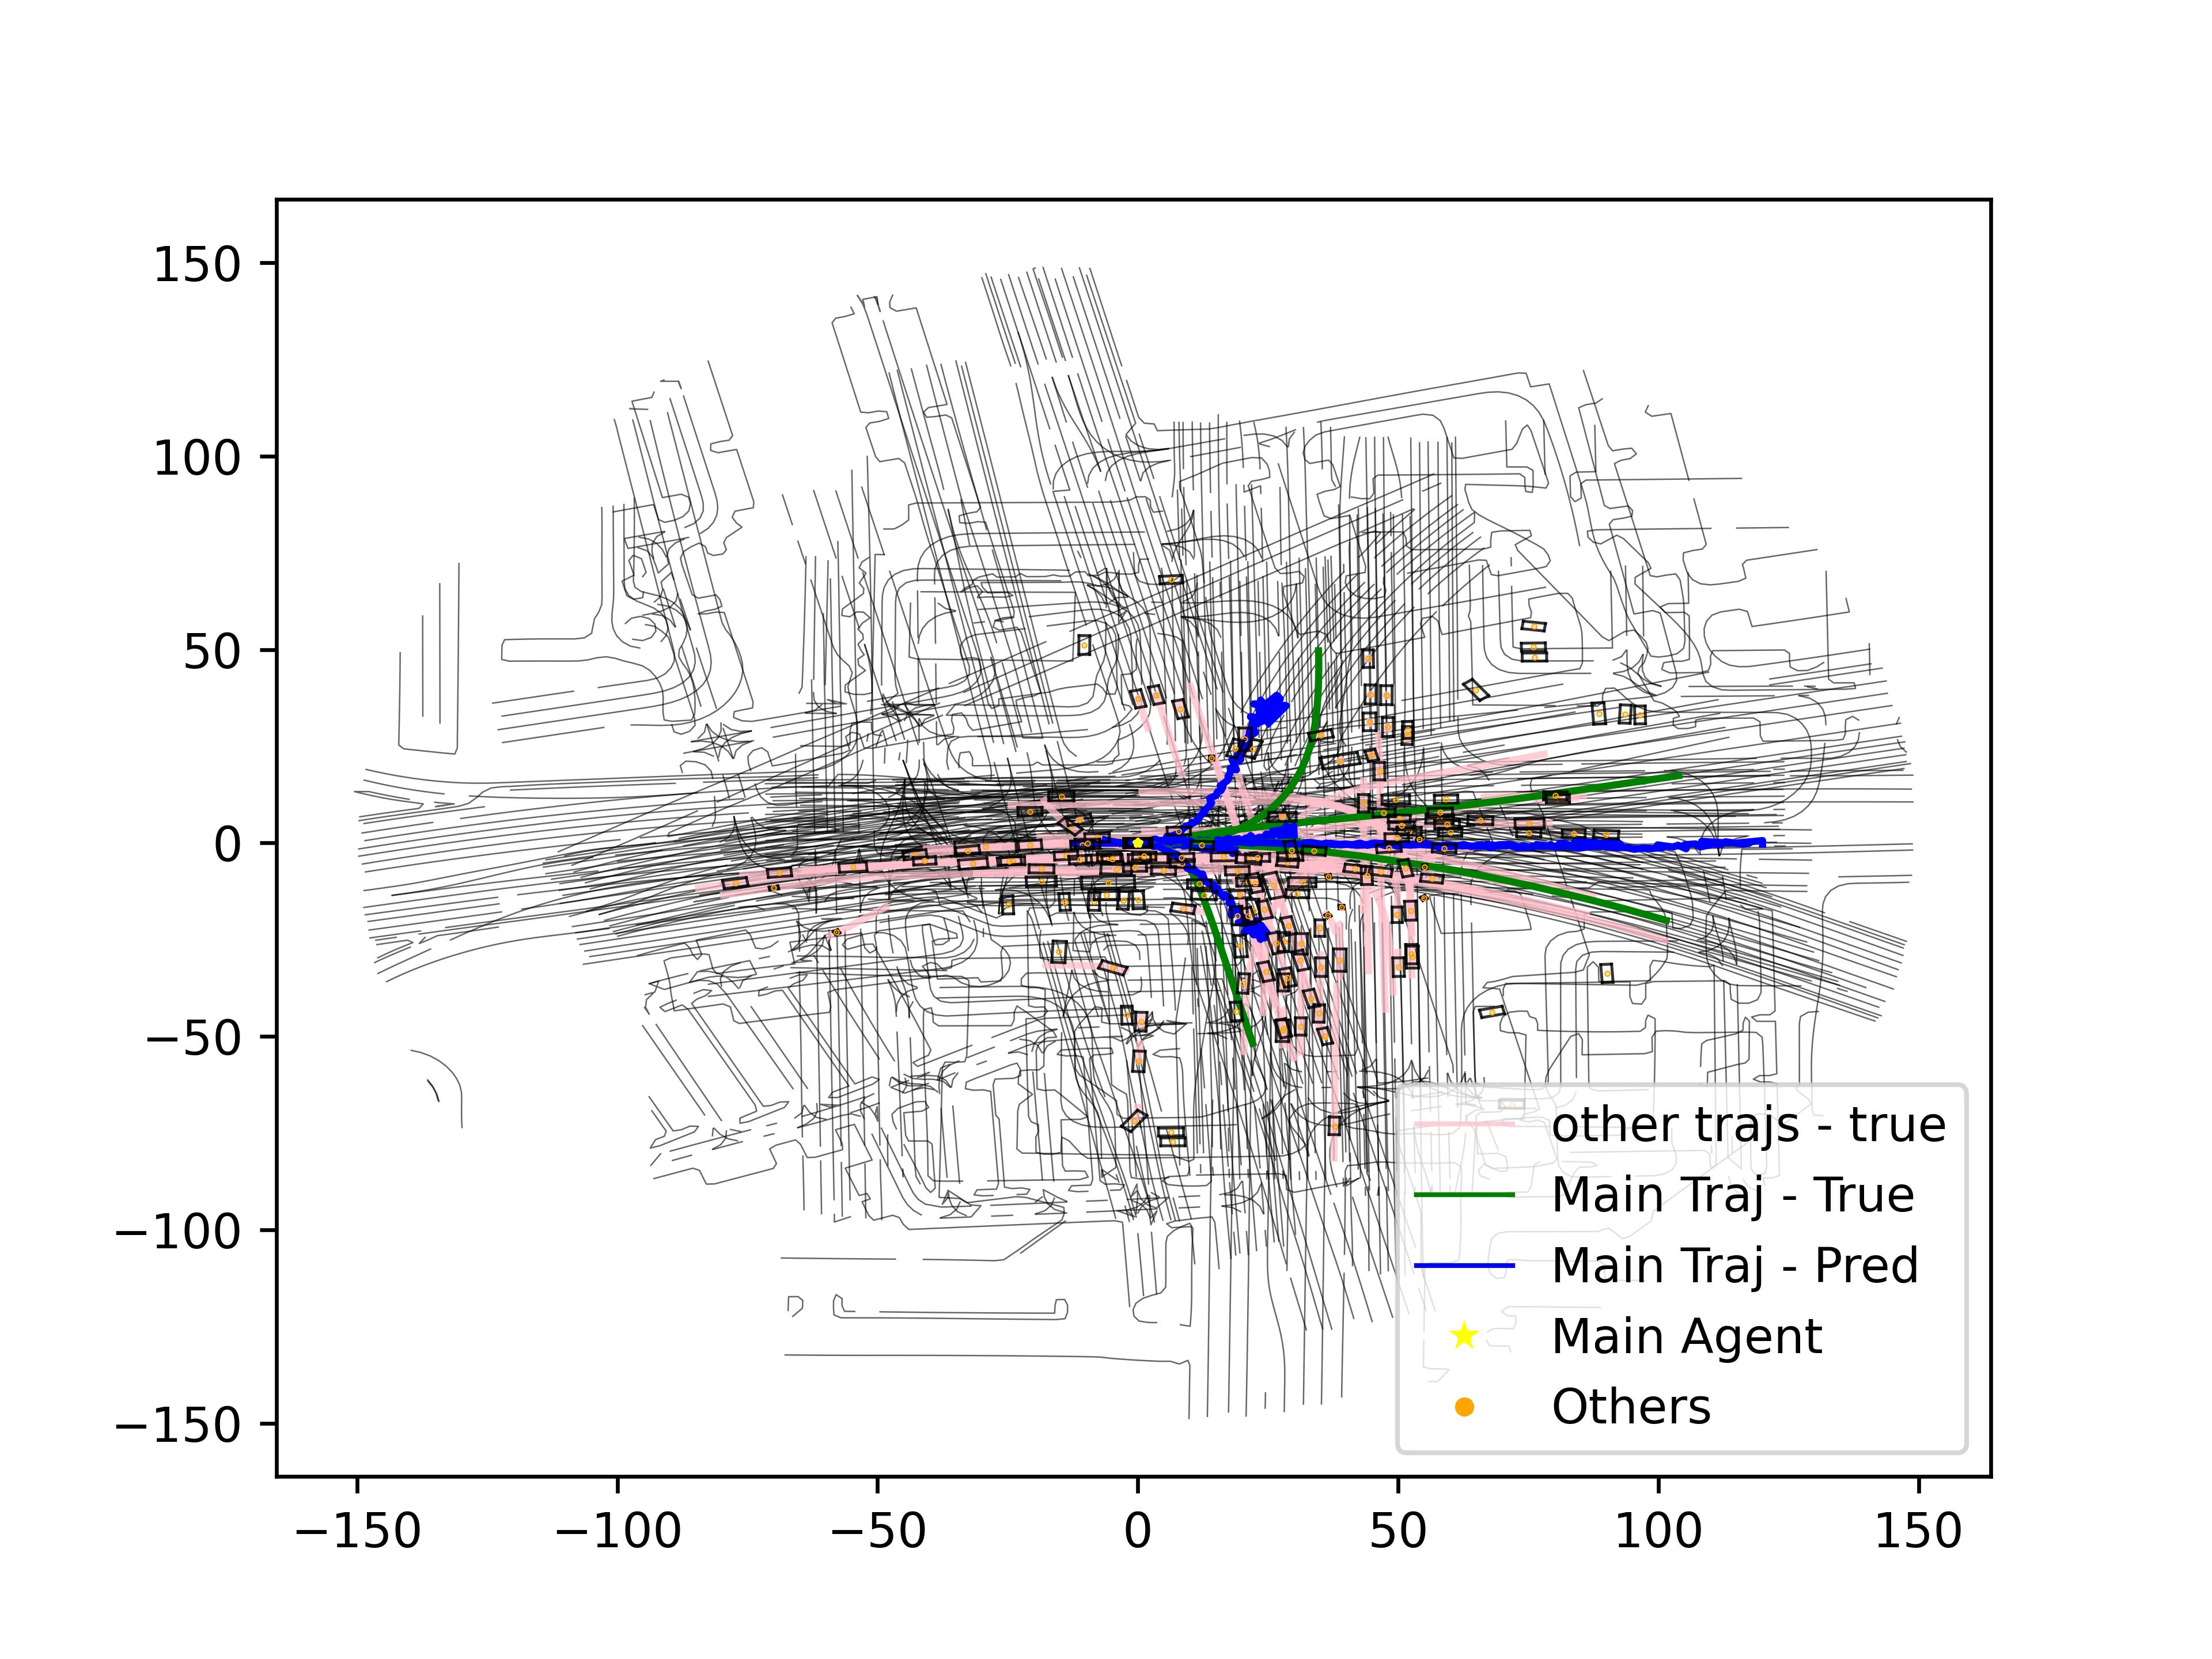 150
100
50
0
−50
−100
−150
−150 −100 −50 0 50 100 150
other trajs - true
Main Traj - True
Main Traj - Pred
Main Agent
Others